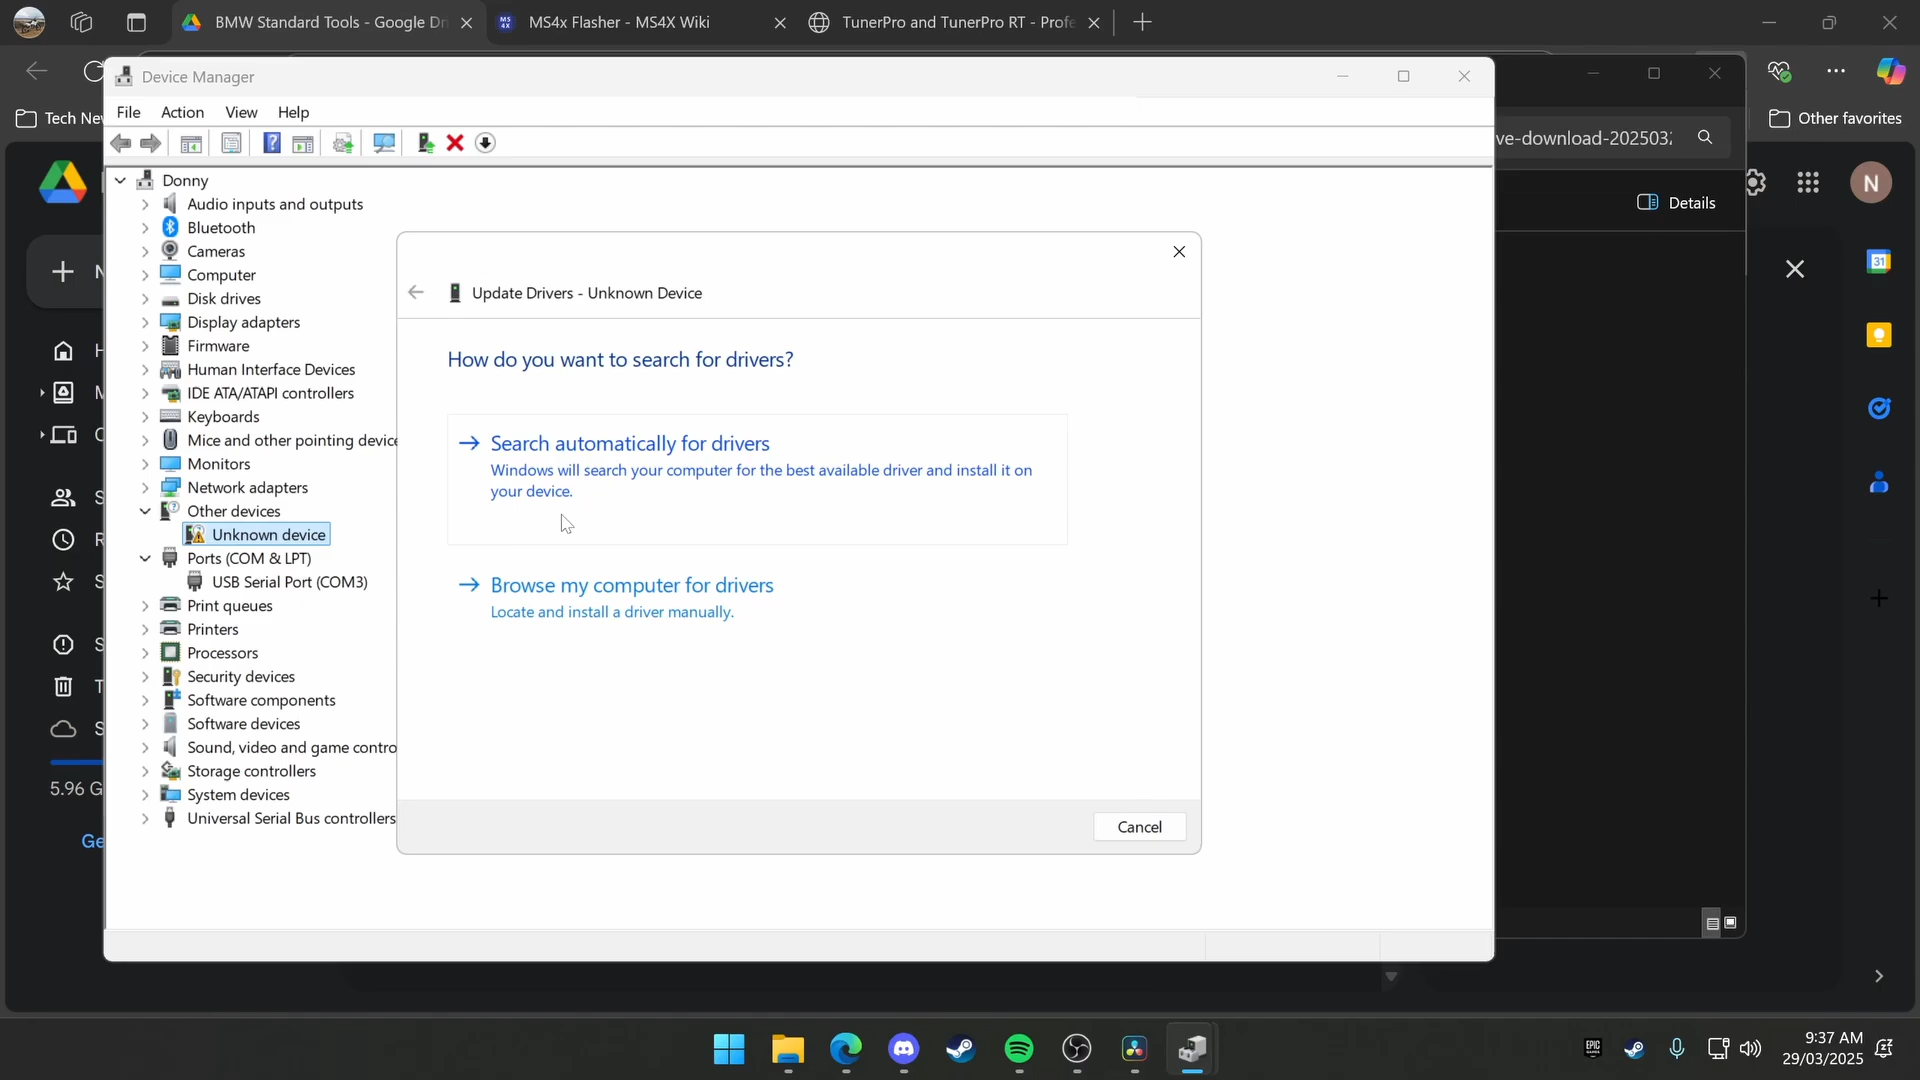 BMW Standard Tools - Google Dr
MS4x Flasher - MS4X Wiki
TunerPro and TunerPro RT - Profe
Tech Nev
Other favorites
Device Manager
File
Action
View
Help
ve-download-202503
Details
N
31
Donny
Audio inputs and outputs
Bluetooth
Cameras
Computer
Disk drives
Display adapters
Firmware
Human Interface Devices
IDE ATA/ATAPI controllers
Keyboards
Mice and other pointing device
Monitors
Network adapters
Other devices
Unknown device
Ports (COM & LPT)
USB Serial Port (COM3)
Print queues
Printers
Processors
Security devices
Software components
Software devices
Sound, video and game contro
Storage controllers
System devices
Universal Serial Bus controllers
5.96 G
Ge
Update Drivers - Unknown Device
How do you want to search for drivers?
Search automatically for drivers
Windows will search your computer for the best available driver and install it on
your device.
Browse my computer for drivers
Locate and install a driver manually.
Cancel
EPIC
9:37 AM
29/03/2025